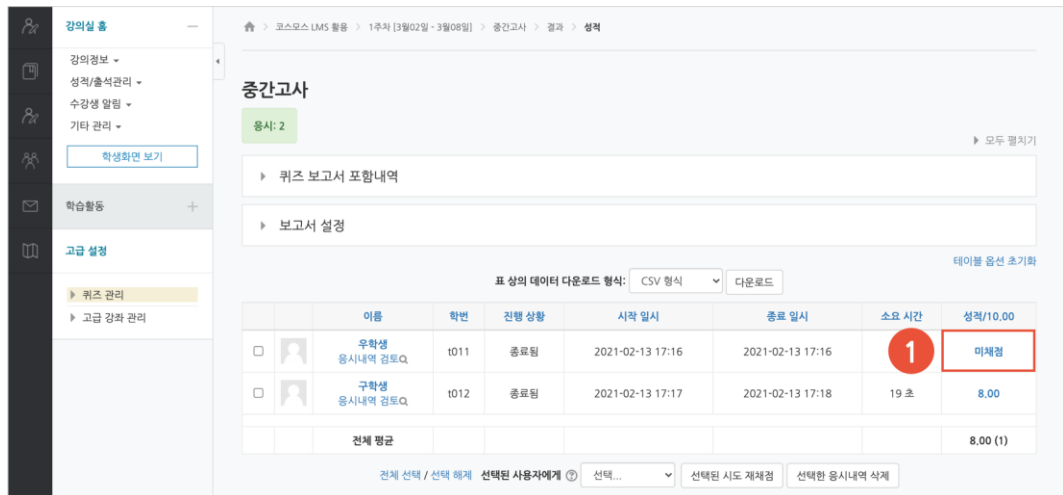 강의실 홈
강의정보
성적/출석관리
수강생 알림
기타 관리
학생화면 보기
학습활동
고급 설정
퀴즈 관리
고급 강좌 관리
코스모스 LMS 활용 > 1주차 [3월02일 - 3월08일] > 중간고사 > 결과 > 성적
중간고사
응시: 2
모두 펼치기
퀴즈 보고서 포함내역
보고서 설정
테이블 옵션 초기화
표 상의 데이터 다운로드 형식: CSV 형식 다운로드
이름 학번 진행 상황 시작 일시 종료 일시 소요 시간 성적/10.00
우학생
응시내역 검토 t011 종료됨 2021-02-13 17:16 2021-02-13 17:16 1 미채점
구학생
응시내역 검토 t012 종료됨 2021-02-13 17:17 2021-02-13 17:18 19 초 8.00
전체 평균 8.00 (1)
전체 선택 / 선택 해제 선택된 사용자에게 선택... 선택된 시도 재채점 선택한 응시내역 삭제